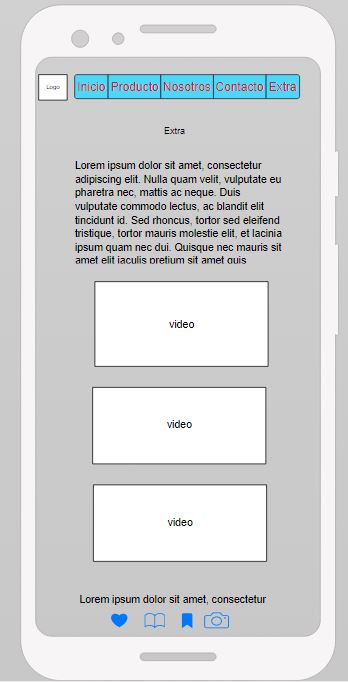 Logo
Inicio Producto Nosotros Contacto Extra
Extra
Lorem ipsum dolor sit amet, consectetur
adipiscing elit. Nulla quam velit, vulputate eu
pharetra nec, mattis ac neque. Duis
vulputate commodo lectus, ac blandit elit
tincidunt id. Sed rhoncus, tortor sed eleifend
tristique, tortor mauris molestie elit, et lacinia
ipsum quam nec dui. Quisque nec mauris sit
amet elit iaculis pretium sit amet quis
video
video
video
Lorem ipsum dolor sit amet, consectetur